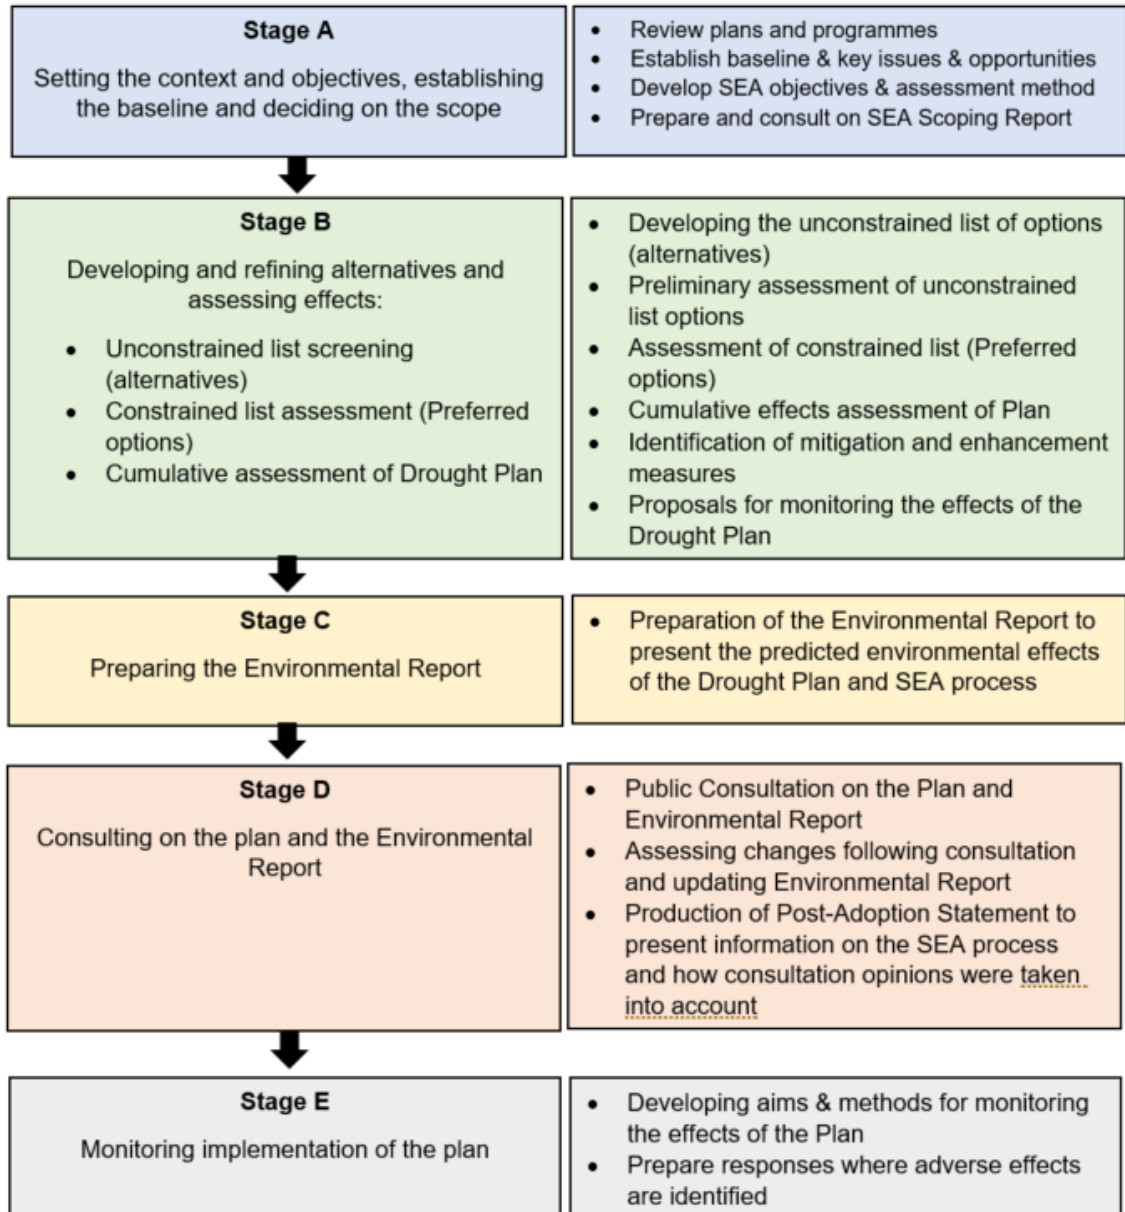 Stage A
Setting the context and objectives, establishing
the baseline and deciding on the scope
• Review plans and programmes
• Establish baseline & key issues & opportunities
• Develop SEA objectives & assessment method
• Prepare and consult on SEA Scoping Report
Stage B
Developing and refining alternatives and
assessing effects:
• Unconstrained list screening
(alternatives)
• Constrained list assessment (Preferred
options)
• Cumulative assessment of Drought Plan
• Developing the unconstrained list of options
(alternatives)
• Preliminary assessment of unconstrained
list options
• Assessment of constrained list (Preferred
options)
• Cumulative effects assessment of Plan
• Identification of mitigation and enhancement
measures
• Proposals for monitoring the effects of the
Drought Plan
Stage C
Preparing the Environmental Report
• Preparation of the Environmental Report to
present the predicted environmental effects
of the Drought Plan and SEA process
Stage D
Consulting on the plan and the Environmental
Report
• Public Consultation on the Plan and
Environmental Report
• Assessing changes following consultation
and updating Environmental Report
• Production of Post-Adoption Statement to
present information on the SEA process
and how consultation opinions were taken
into account
Stage E
Monitoring implementation of the plan
• Developing aims & methods for monitoring
the effects of the Plan
• Prepare responses where adverse effects
are identified